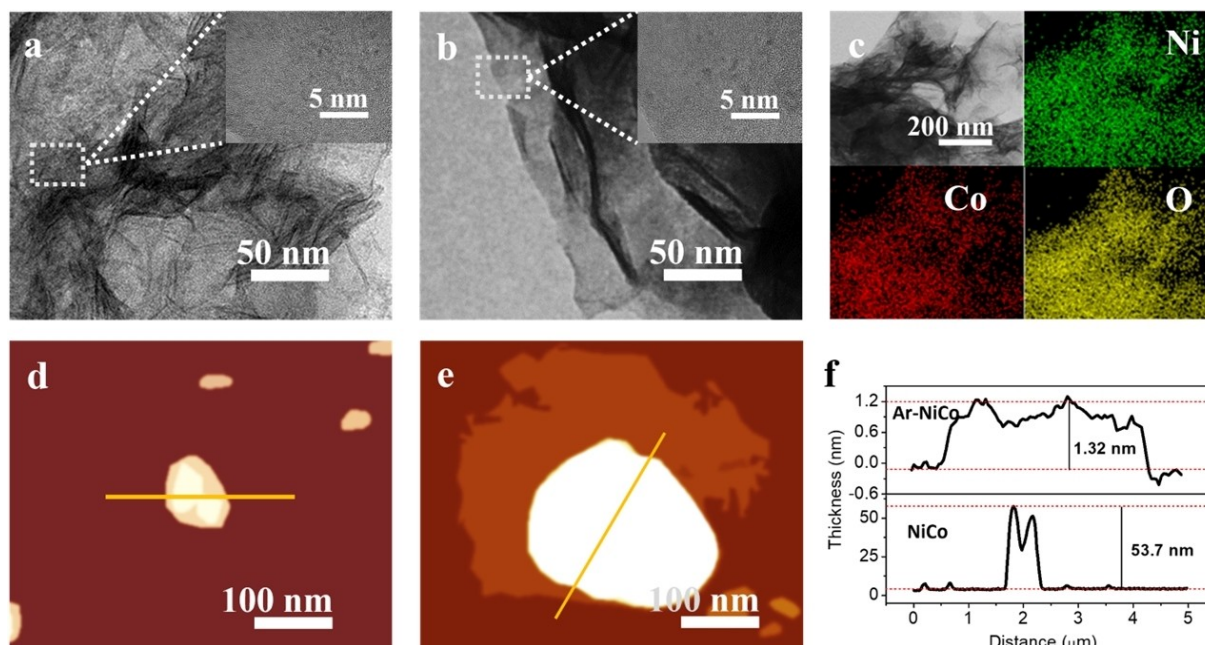 a
5 nm
50 nm
b
5 nm
50 nm
c
200 nm
Ni
Co
O
d
100 nm
e
100 nm
f
Thickness (nm)
1.2
0.6
0.0
-0.6
Ar-NiCo
1.32 nm
50
25
0
NiCo
53.7 nm
0 1 2 3 4 5
Distance (μm)